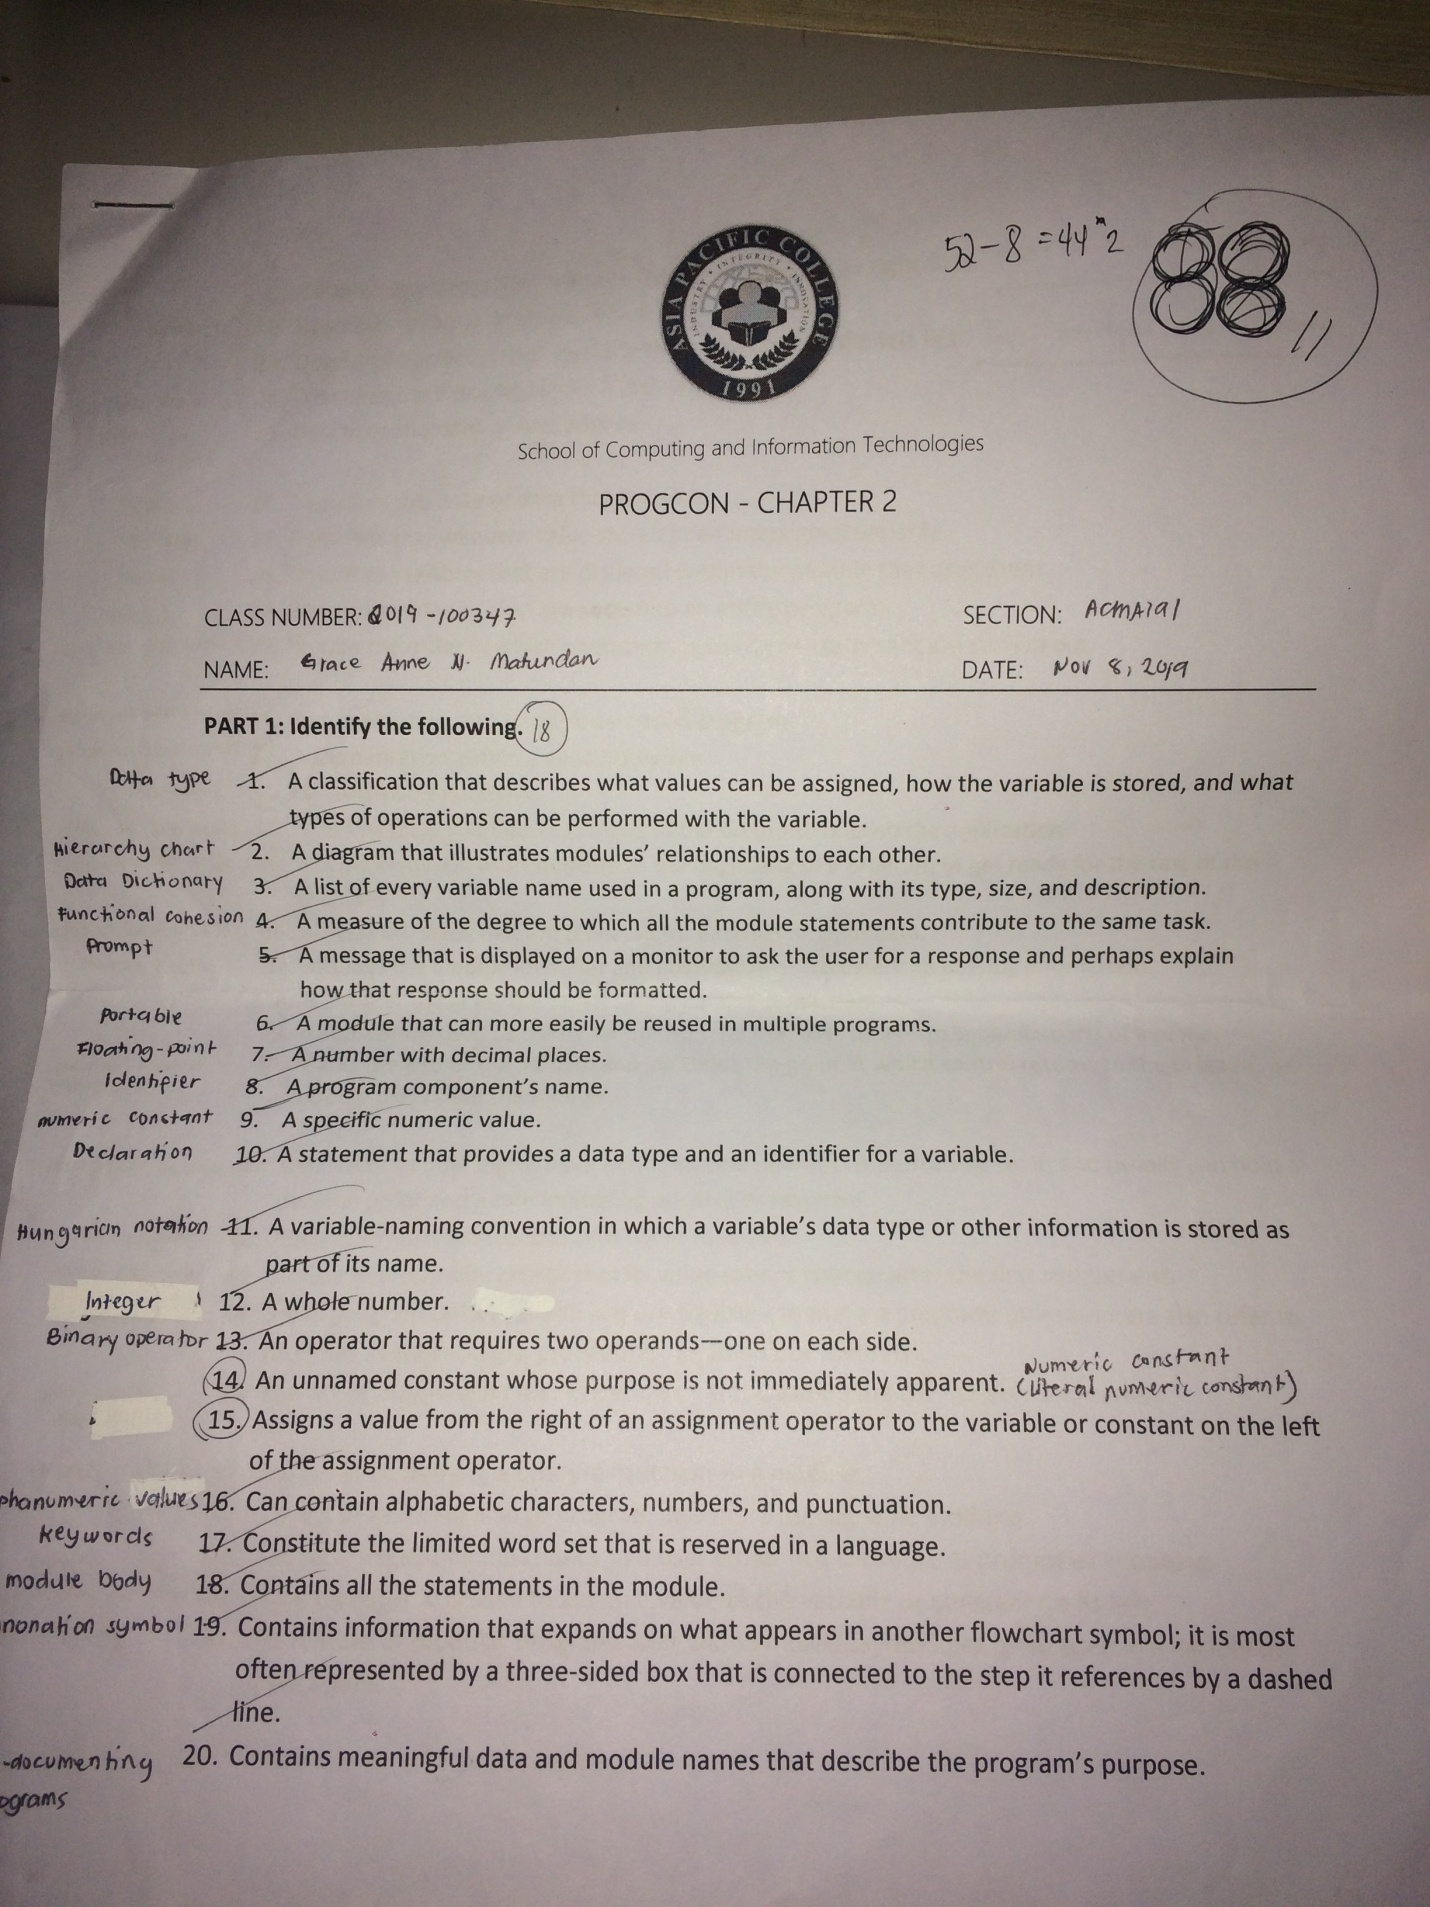 52-8 = 44 * 2
88 //
ASIA PACIFIC COLLEGE
INDUSTRY • INTEGRITY • INNOVATION
1991
School of Computing and Information Technologies
PROGCON - CHAPTER 2
CLASS NUMBER: 2019-100347 SECTION: ACMA191
NAME: Grace Anne N. Matundan DATE: Nov 8, 2019
PART 1: Identify the following. 18
Data type 1. A classification that describes what values can be assigned, how the variable is stored, and what
types of operations can be performed with the variable.
Hierarchy chart 2. A diagram that illustrates modules' relationships to each other.
Data Dictionary 3. A list of every variable name used in a program, along with its type, size, and description.
Functional cohesion 4. A measure of the degree to which all the module statements contribute to the same task.
Prompt 5. A message that is displayed on a monitor to ask the user for a response and perhaps explain
how that response should be formatted.
Portable 6. A module that can more easily be reused in multiple programs.
Floating-point 7. A number with decimal places.
Identifier 8. A program component's name.
numeric constant 9. A specific numeric value.
Declaration 10. A statement that provides a data type and an identifier for a variable.
Hungarian notation 11. A variable-naming convention in which a variable's data type or other information is stored as
part of its name.
Integer 12. A whole number.
Binary operator 13. An operator that requires two operands—one on each side.
Numeric constant
14. An unnamed constant whose purpose is not immediately apparent. (literal numeric constant)
15. Assigns a value from the right of an assignment operator to the variable or constant on the left
of the assignment operator.
phanumeric values 16. Can contain alphabetic characters, numbers, and punctuation.
keywords 17. Constitute the limited word set that is reserved in a language.
module body 18. Contains all the statements in the module.
nonation symbol 19. Contains information that expands on what appears in another flowchart symbol; it is most
often represented by a three-sided box that is connected to the step it references by a dashed
line.
-documenting 20. Contains meaningful data and module names that describe the program's purpose.
ograms